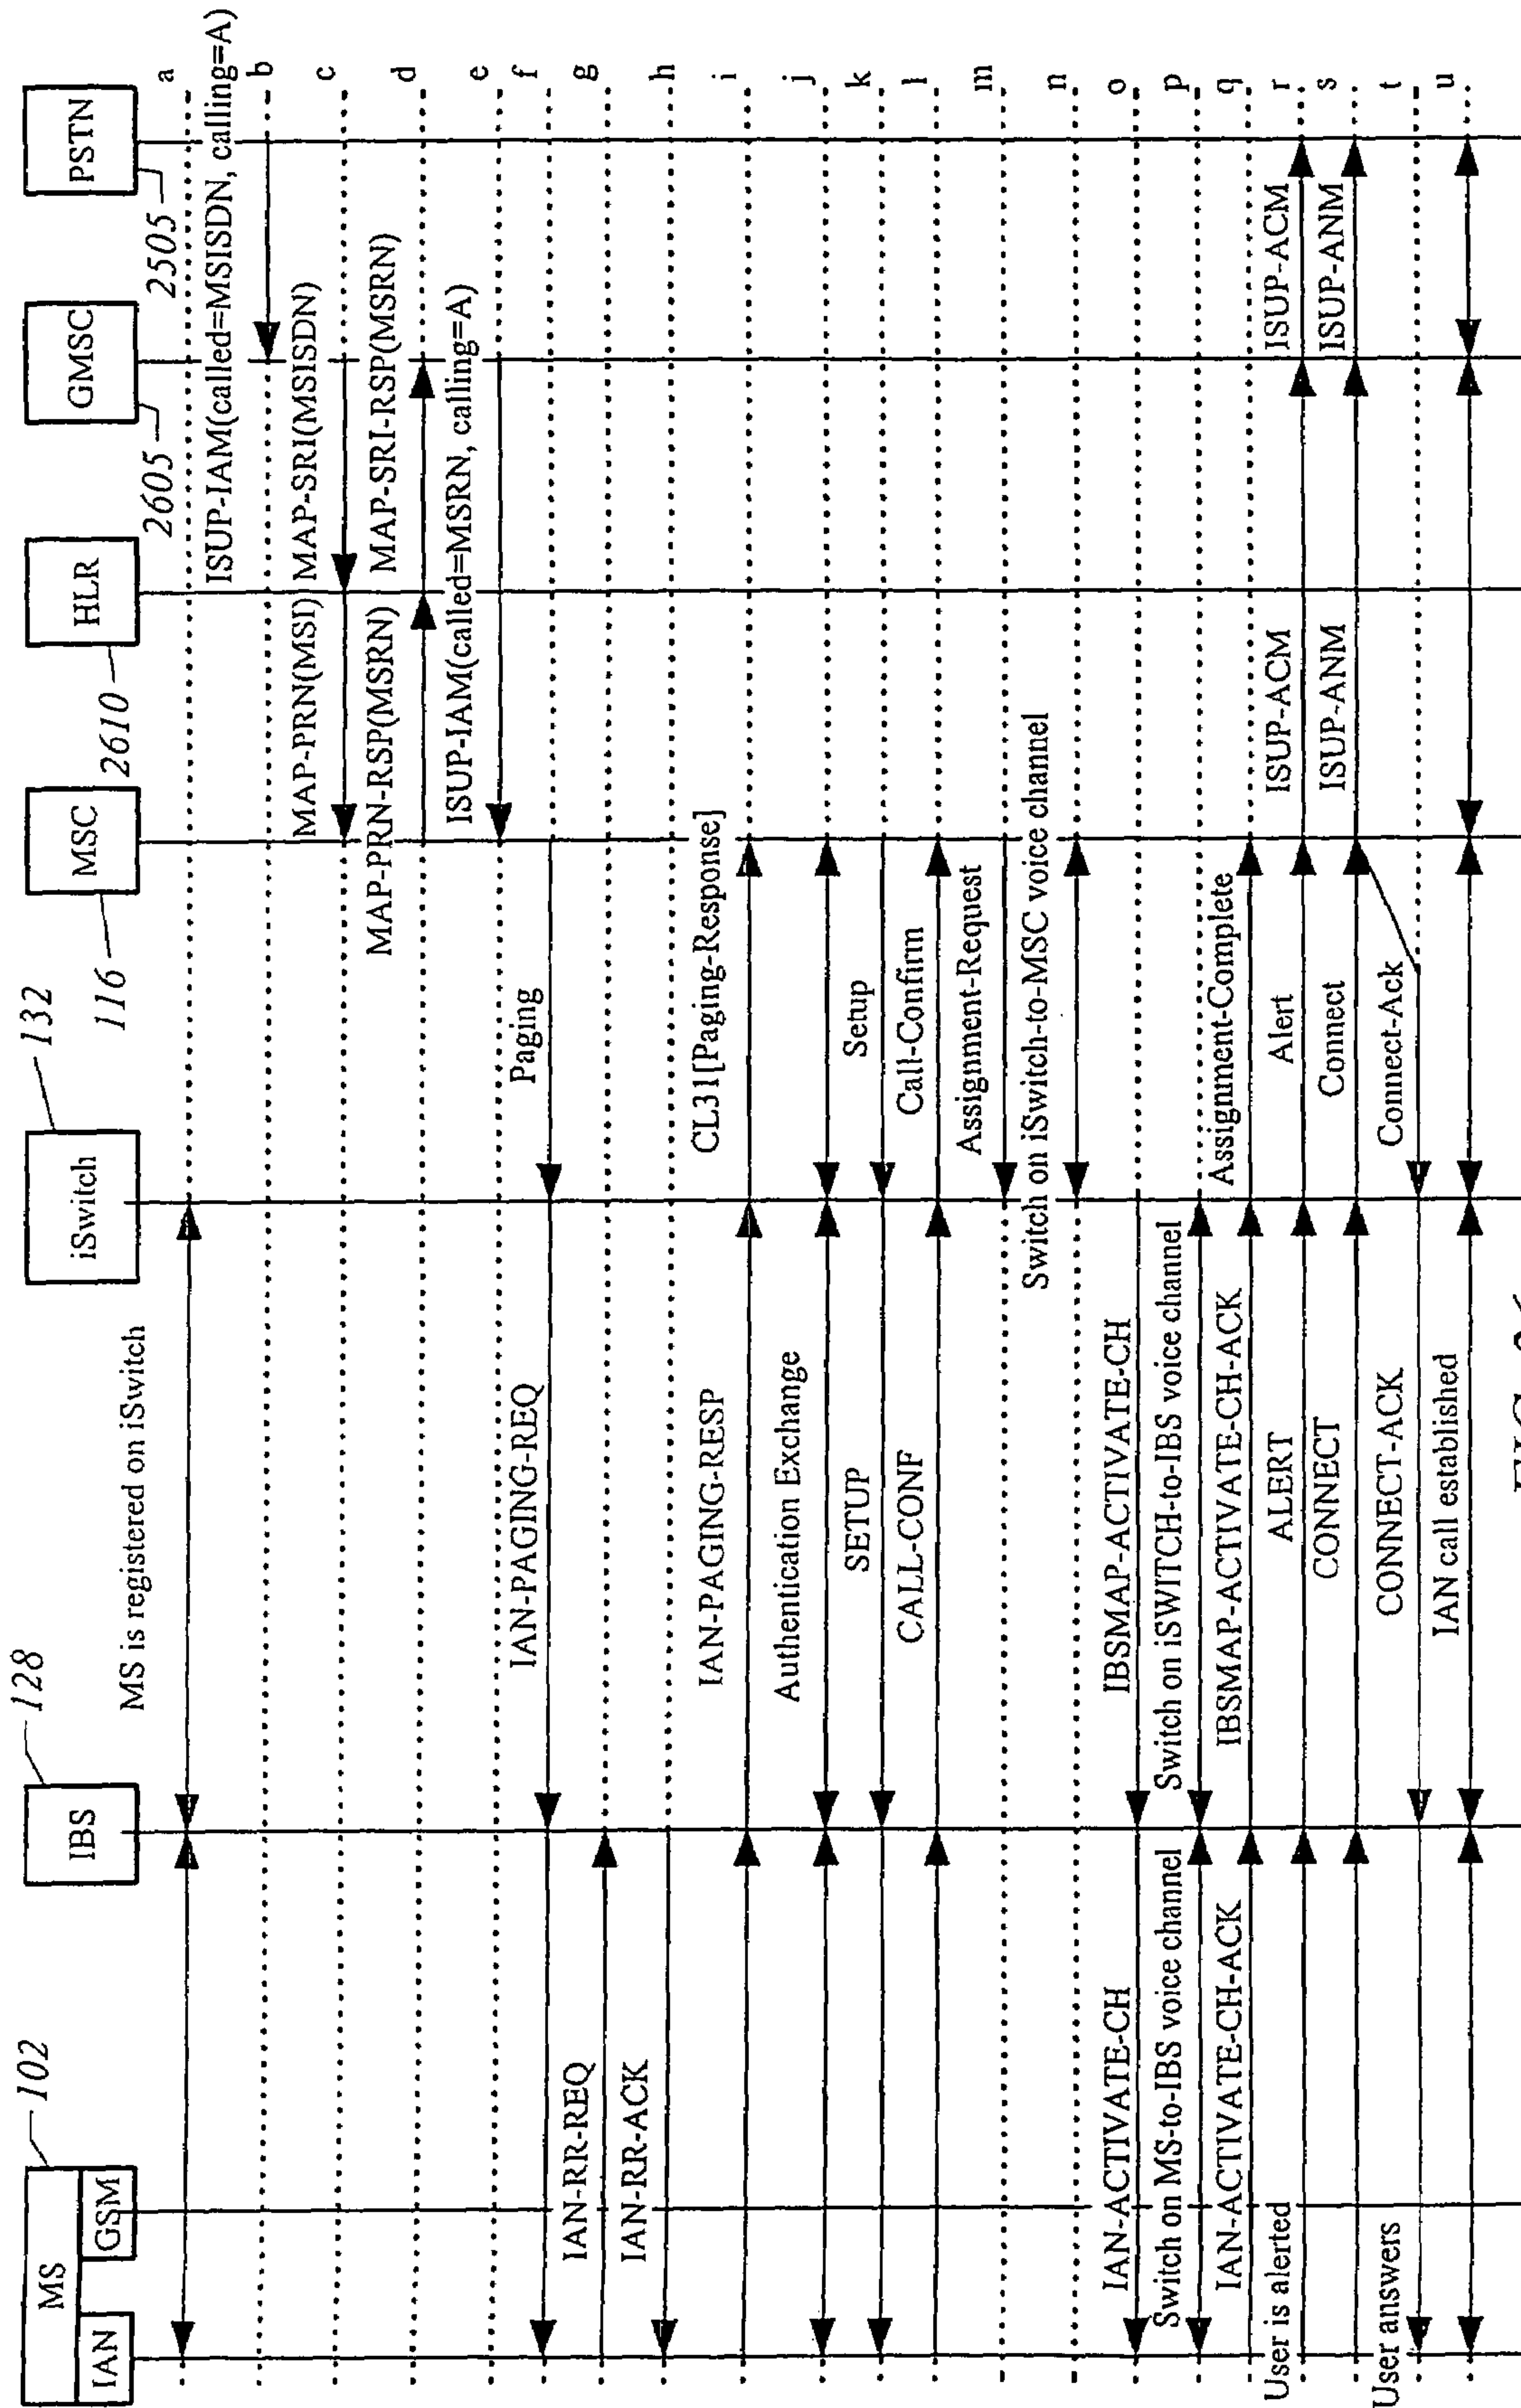 MS
IAN
GSM
102
IBS
128
iSwitch
132
MSC
116
HLR
2610
GMSC
2605
PSTN
2505
MS is registered on iSwitch
a
ISUP-IAM(called=MSISDN, calling=A)
b
MAP-PRN(MSI)
MAP-SRI(MSISDN)
c
MAP-PRN-RSP(MSRN)
MAP-SRI-RSP(MSRN)
d
ISUP-IAM(called=MSRN, calling=A)
e
IAN-PAGING-REQ
Paging
f
IAN-RR-REQ
g
IAN-RR-ACK
h
IAN-PAGING-RESP
CL31[Paging-Response]
i
Authentication Exchange
j
SETUP
Setup
k
CALL-CONF
Call-Confirm
l
Assignment-Request
m
Switch on iSwitch-to-MSC voice channel
n
IAN-ACTIVATE-CH
IBSMAP-ACTIVATE-CH
o
Switch on MS-to-IBS voice channel
Switch on iSWITCH-to-IBS voice channel
p
IAN-ACTIVATE-CH-ACK
IBSMAP-ACTIVATE-CH-ACK
Assignment-Complete
q
User is alerted
ALERT
Alert
ISUP-ACM
ISUP-ACM
r
CONNECT
Connect
ISUP-ANM
ISUP-ANM
s
User answers
CONNECT-ACK
Connect-Ack
t
IAN call established
u